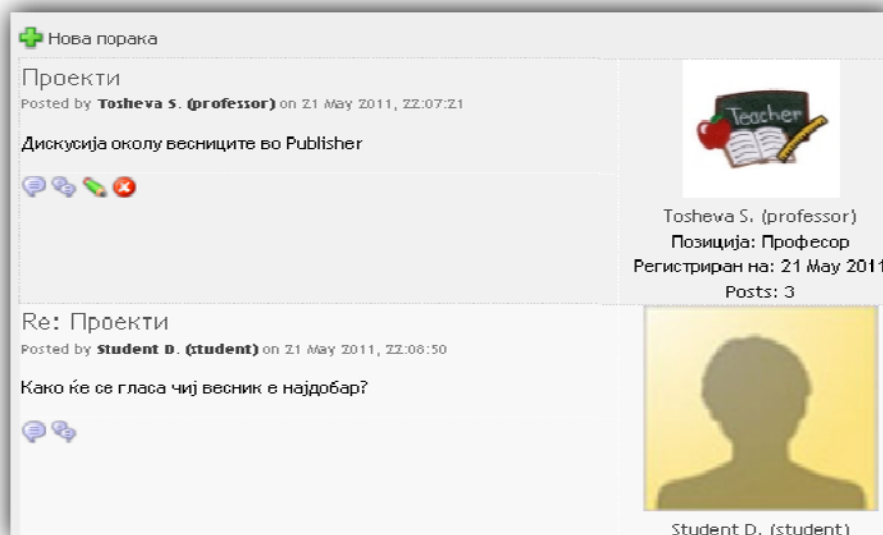 Нова порака
Проекти
Posted by Tosheva S. (professor) on 21 May 2011, 22:07:21
Дискусија околу весниците во Publisher
Teacher
Tosheva S. (professor)
Позиција: Професор
Регистриран на: 21 May 2011
Posts: 3
Re: Проекти
Posted by Student D. (student) on 21 May 2011, 22:08:50
Како ќе се гласа чиј весник е најдобар?
Student D. (student)